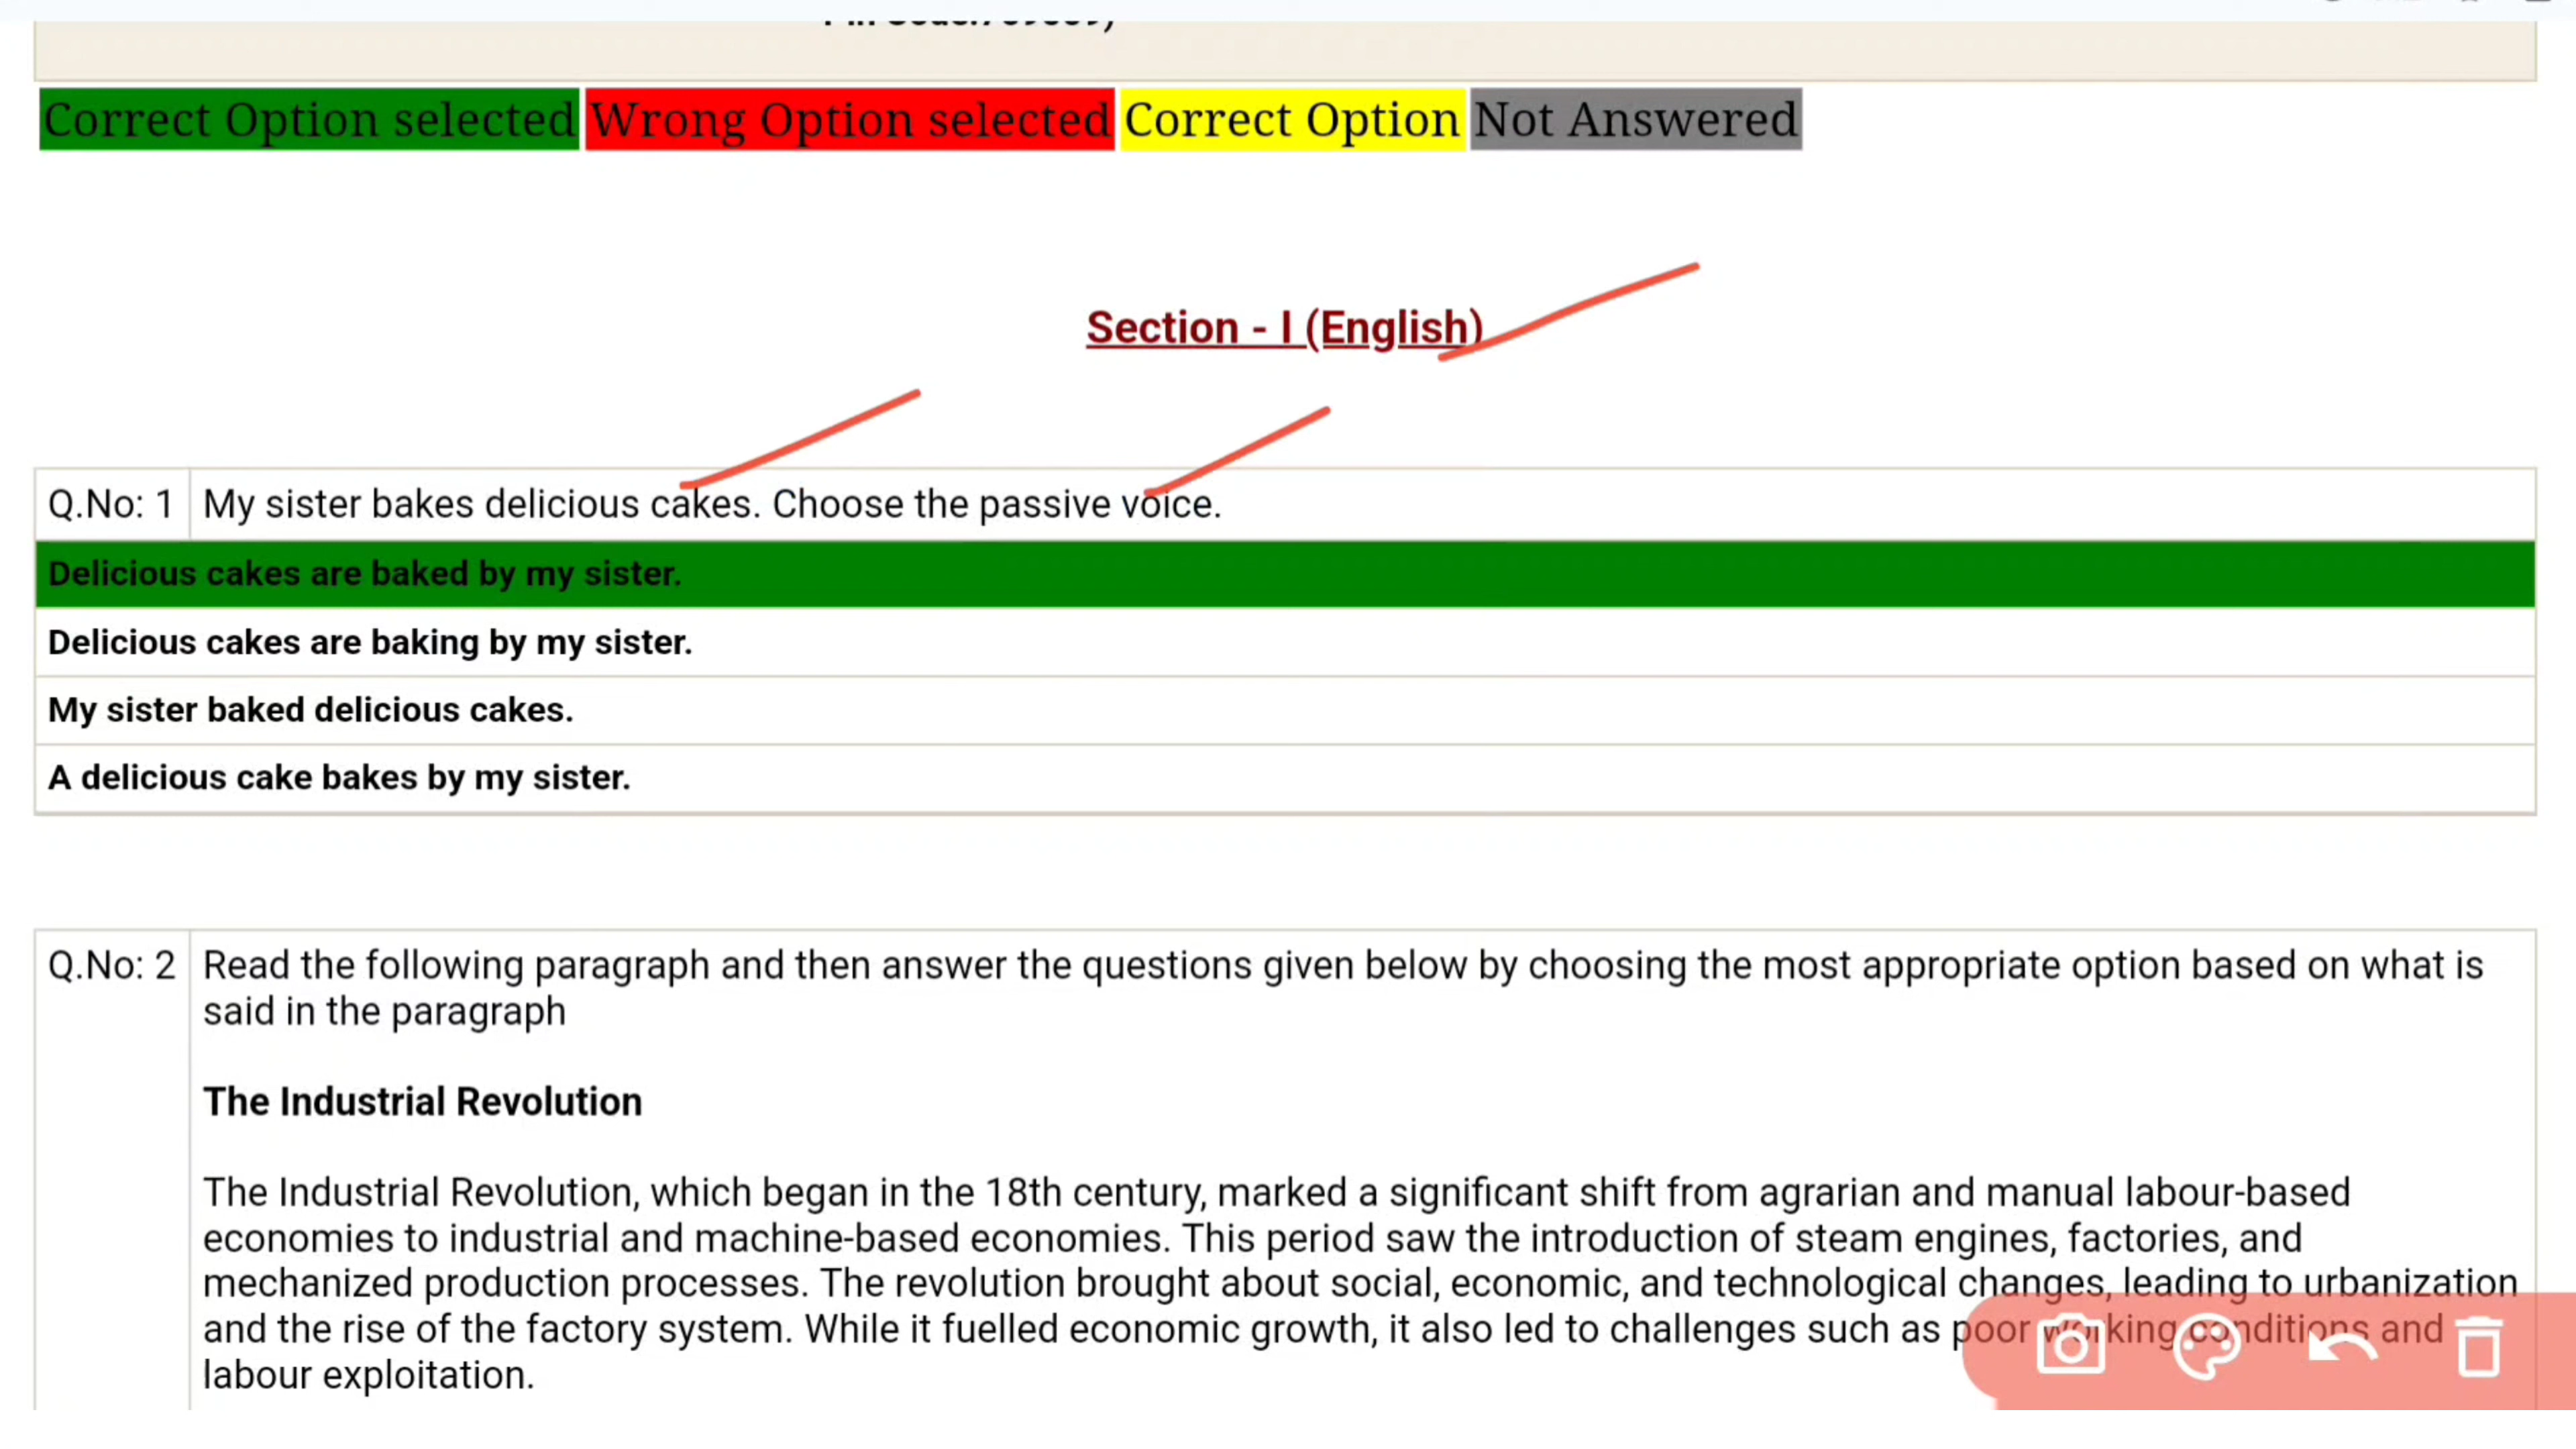 Correct Option selected Wrong Option selected Correct Option Not Answered
Section - I (English)
Q.No: 1 My sister bakes delicious cakes. Choose the passive voice.
Delicious cakes are baked by my sister.
Delicious cakes are baking by my sister.
My sister baked delicious cakes.
A delicious cake bakes by my sister.
Q.No: 2 Read the following paragraph and then answer the questions given below by choosing the most appropriate option based on what is
said in the paragraph
The Industrial Revolution
The Industrial Revolution, which began in the 18th century, marked a significant shift from agrarian and manual labour-based
economies to industrial and machine-based economies. This period saw the introduction of steam engines, factories, and
mechanized production processes. The revolution brought about social, economic, and technological changes, leading to urbanization
and the rise of the factory system. While it fuelled economic growth, it also led to challenges such as poor working conditions and
labour exploitation.